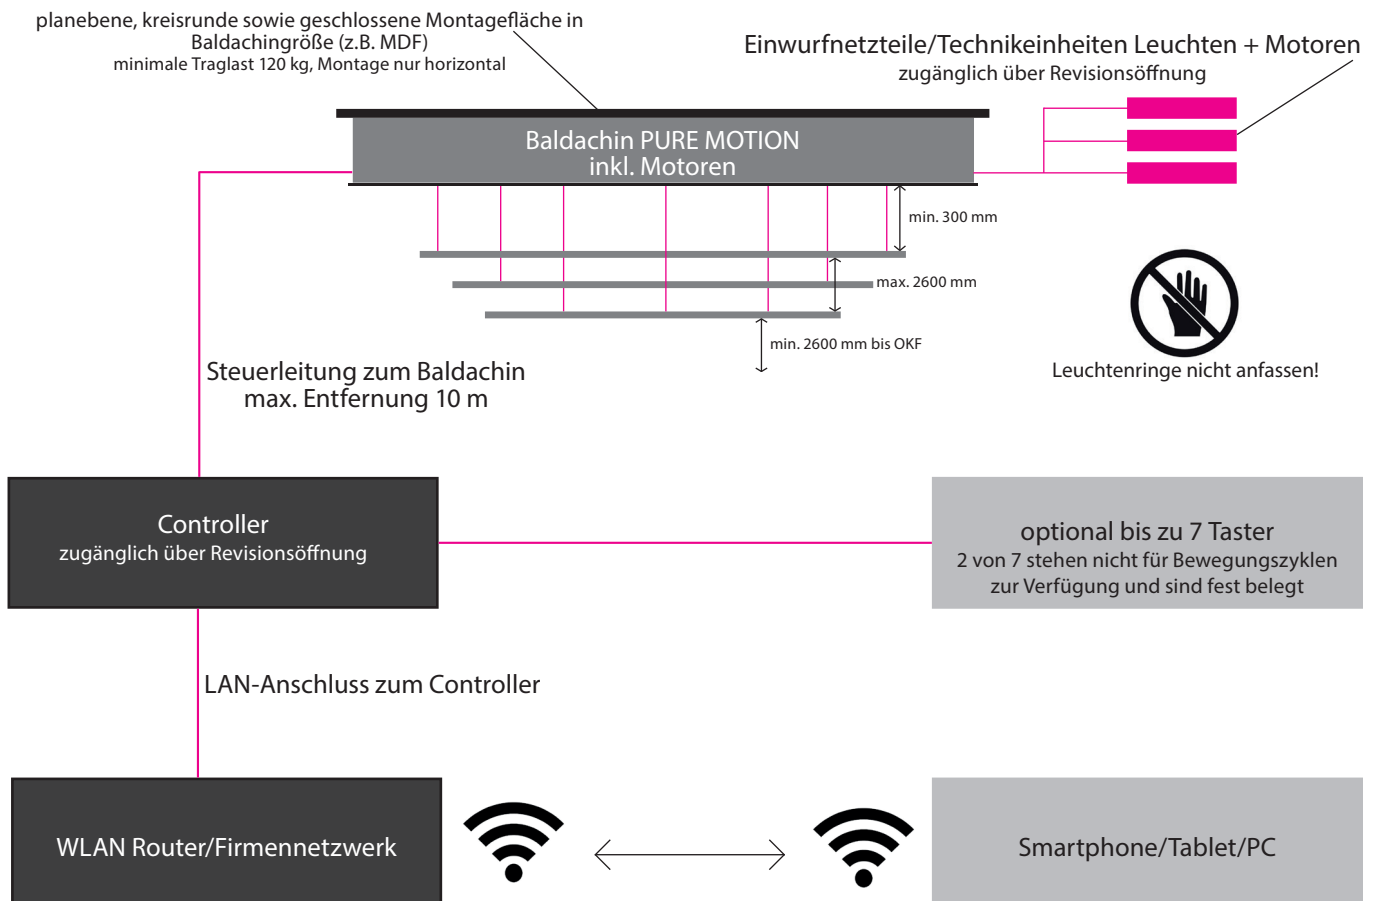 planebene, kreisrunde sowie geschlossene Montagefläche in
Baldachingröße (z.B. MDF)
minimale Traglast 120 kg, Montage nur horizontal
Einwurfnetzteile/Technikeinheiten Leuchten + Motoren
zugänglich über Revisionsöffnung
Baldachin PURE MOTION
inkl. Motoren
min. 300 mm
max. 2600 mm
min. 2600 mm bis OKF
Leuchtenringe nicht anfassen!
Steuerleitung zum Baldachin
max. Entfernung 10 m
Controller
zugänglich über Revisionsöffnung
optional bis zu 7 Taster
2 von 7 stehen nicht für Bewegungszyklen
zur Verfügung und sind fest belegt
LAN-Anschluss zum Controller
WLAN Router/Firmennetzwerk
Smartphone/Tablet/PC